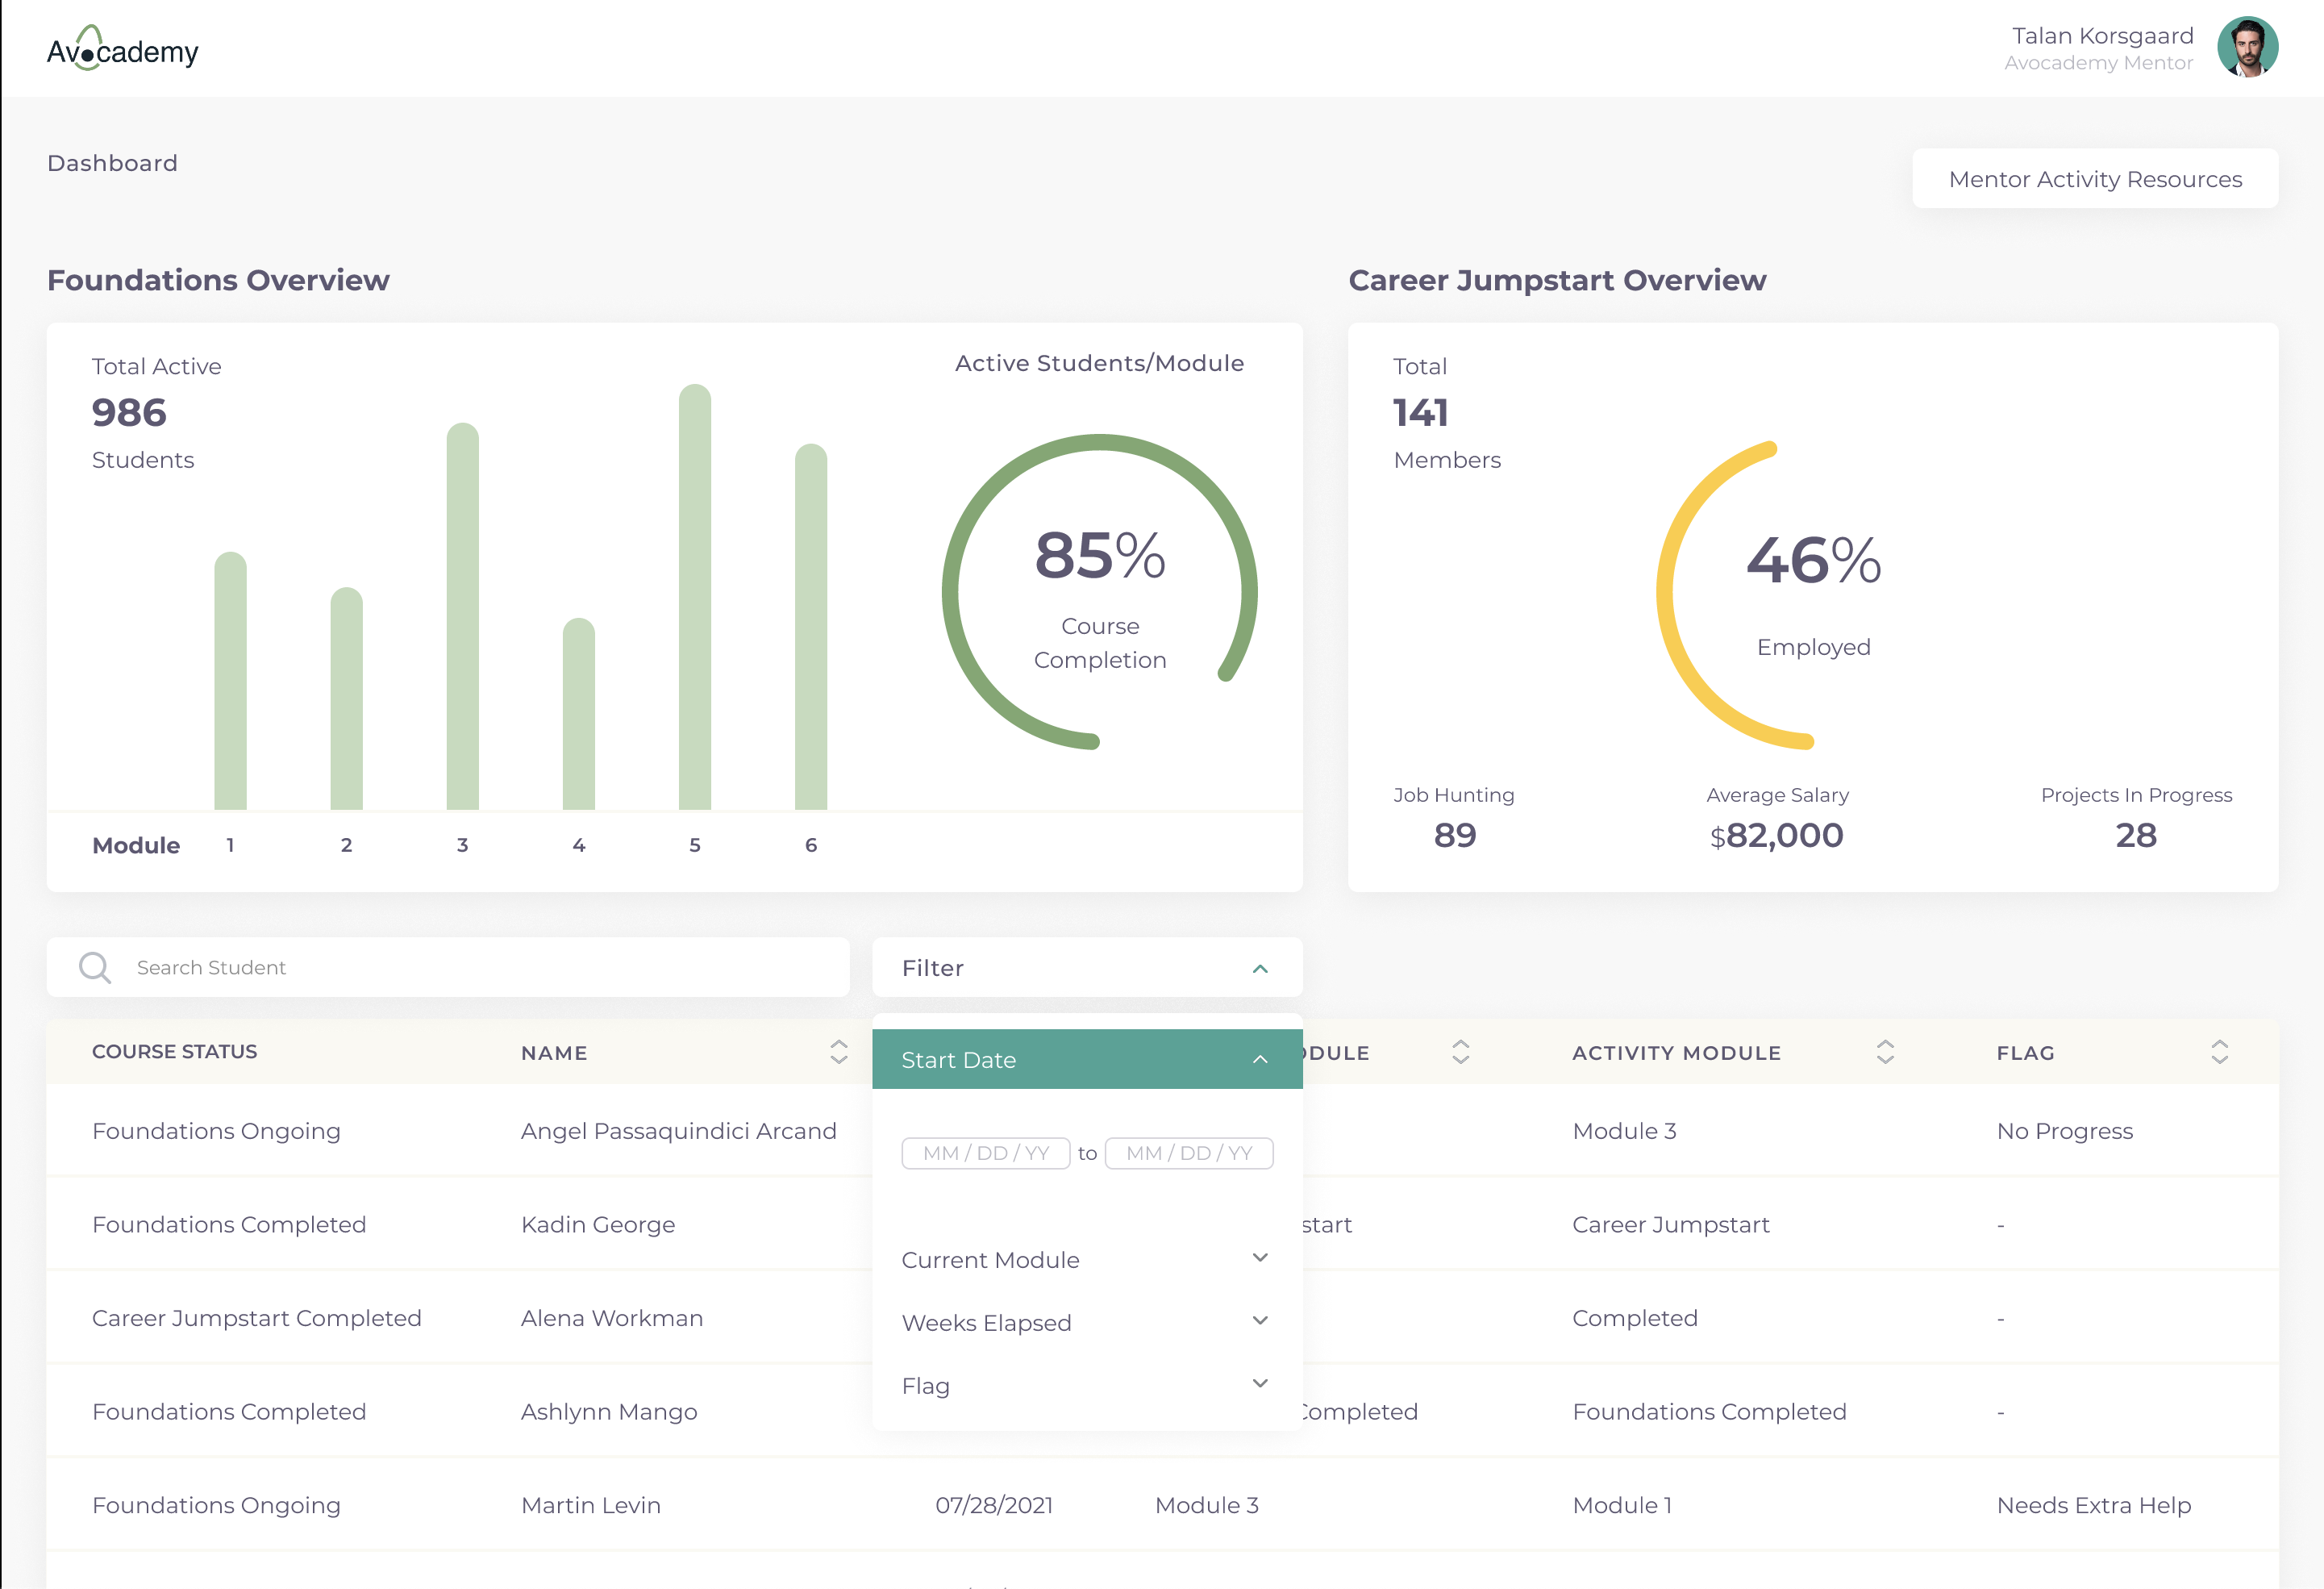 Avocademy
Talan Korsgaard
Avocademy Mentor
Dashboard
Mentor Activity Resources
Foundations Overview
Total Active
986
Students
Active Students/Module
85%
Course
Completion
Module 1 2 3 4 5 6
Career Jumpstart Overview
Total
141
Members
46%
Employed
Job Hunting
89
Average Salary
$82,000
Projects In Progress
28
Search Student
Filter
Start Date
MM / DD / YY to MM / DD / YY
Current Module
Weeks Elapsed
Flag
COURSE STATUS NAME ACTIVITY MODULE FLAG
Foundations Ongoing Angel Passaquindici Arcand Module 3 No Progress
Foundations Completed Kadin George start Career Jumpstart -
Career Jumpstart Completed Alena Workman Completed -
Foundations Completed Ashlynn Mango Completed Foundations Completed -
Foundations Ongoing Martin Levin 07/28/2021 Module 3 Module 1 Needs Extra Help